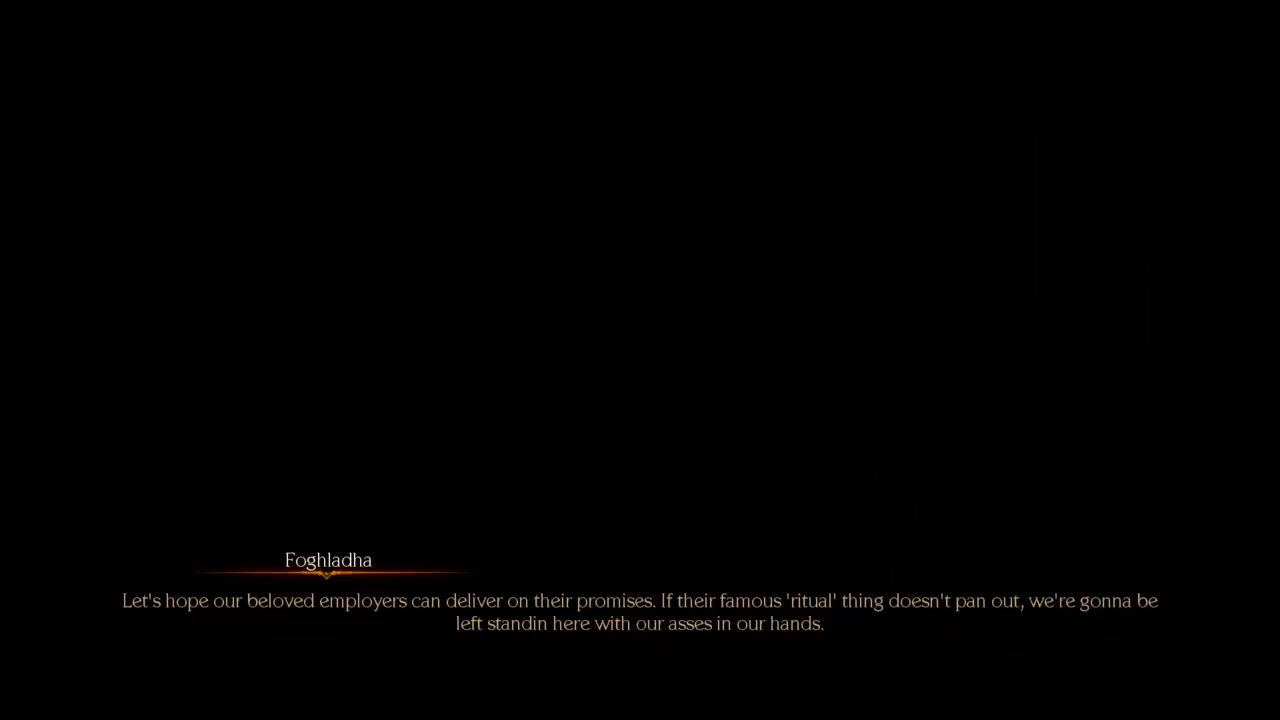 Foghladha
Let's hope our beloved employers can deliver on their promises. If their famous 'ritual' thing doesn't pan out, we're gonna be
left standin here with our asses in our hands.